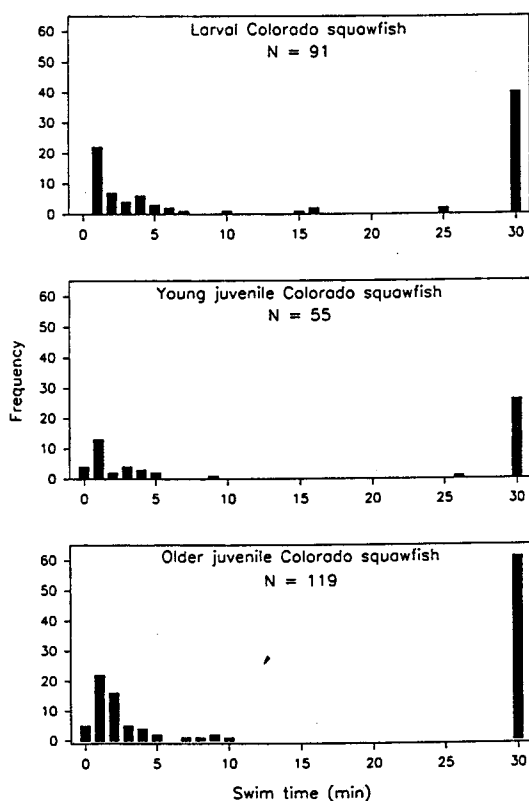 Larval Colorado squawfish
N = 91
60
50
40
30
20
10
0
0 5 10 15 20 25 30
Young juvenile Colorado squawfish
N = 55
60
50
40
30
20
10
0
0 5 10 15 20 25 30
Frequency
Older juvenile Colorado squawfish
N = 119
60
50
40
30
20
10
0
0 5 10 15 20 25 30
Swim time (min)